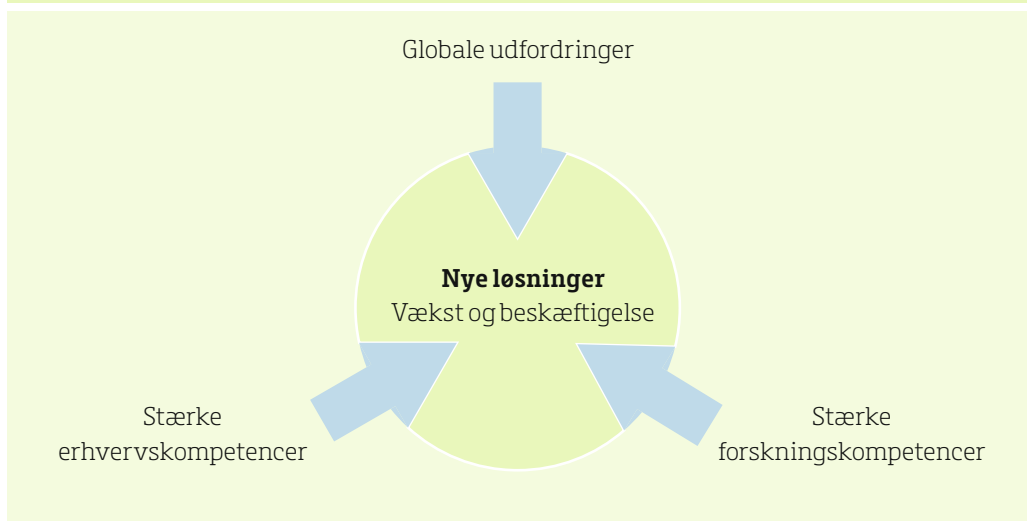 Globale udfordringer
Nye løsninger
Vækst og beskæftigelse
Stærke
erhvervskompetencer
Stærke
forskningskompetencer